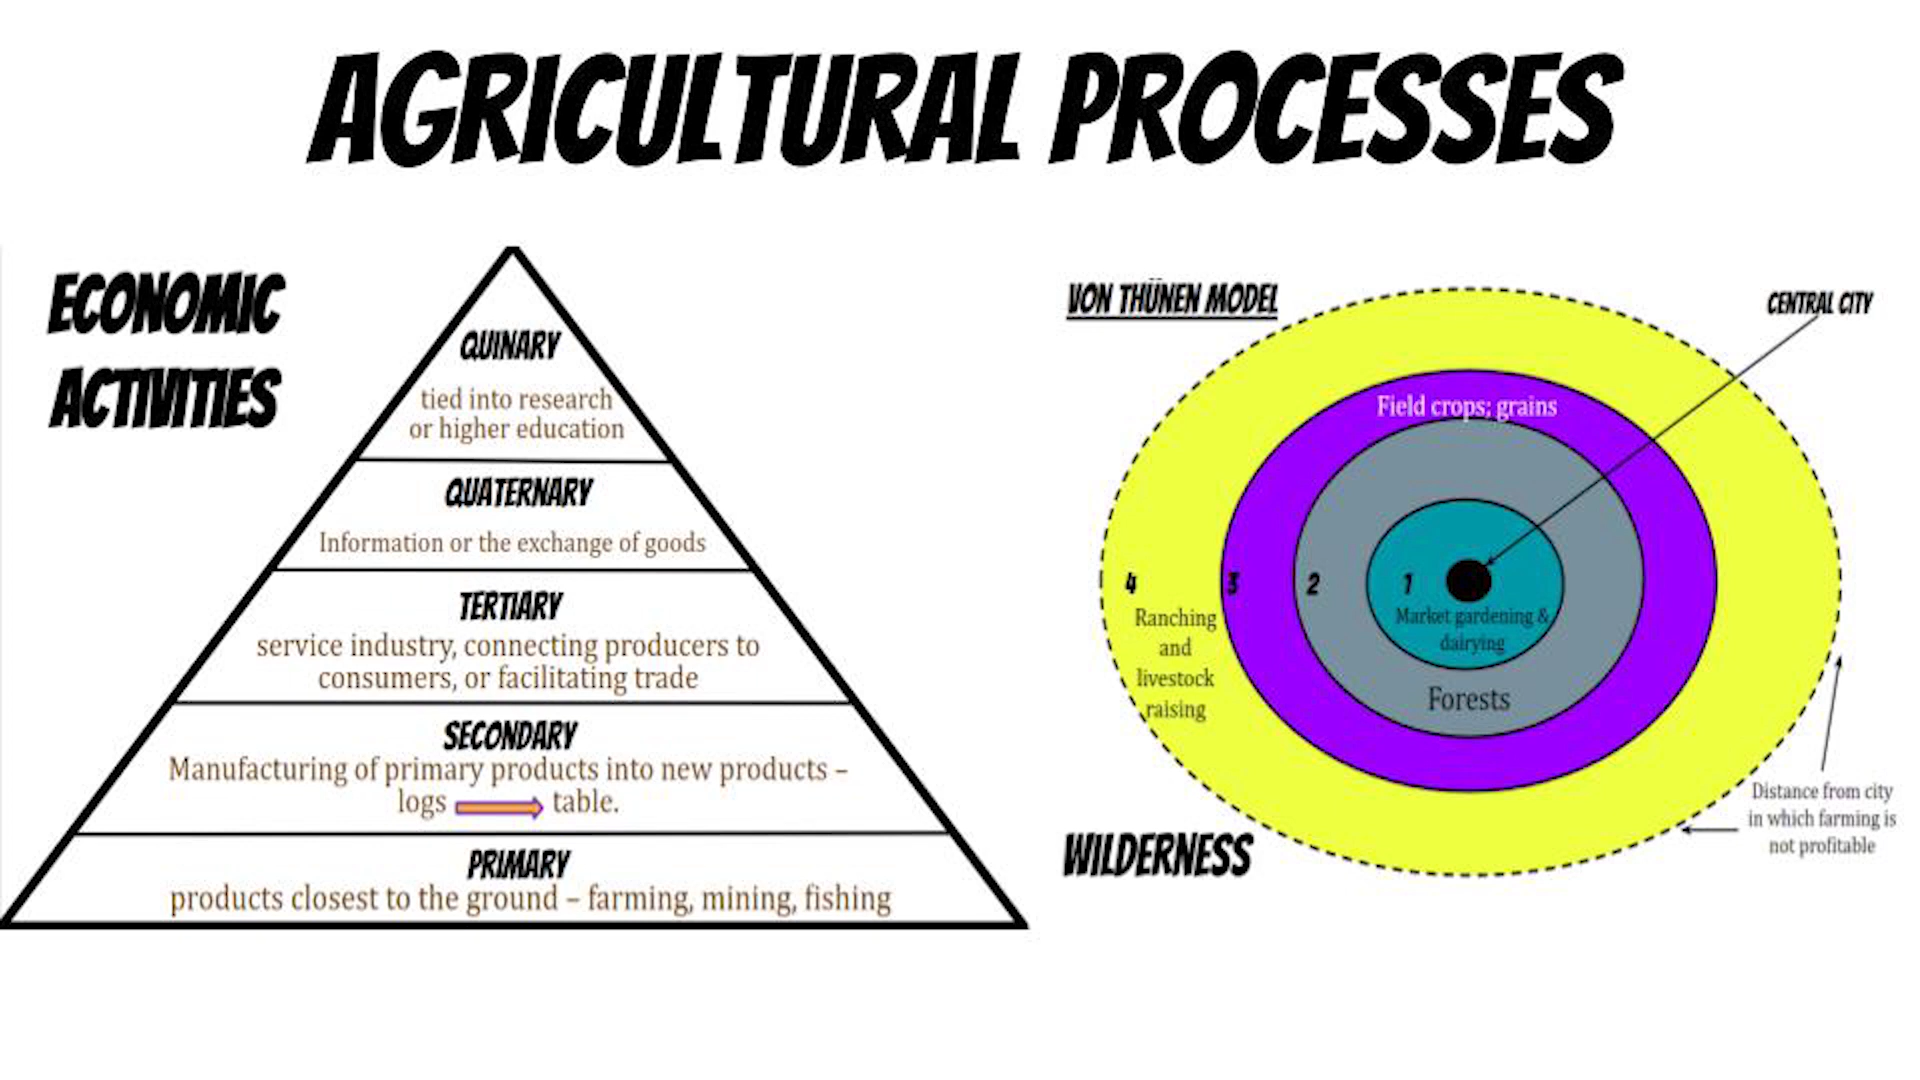 AGRICULTURAL PROCESSES
ECONOMIC
ACTIVITIES
QUINARY
tied into research
or higher education
QUATERNARY
Information or the exchange of goods
TERTIARY
service industry, connecting producers to
consumers, or facilitating trade
SECONDARY
Manufacturing of primary products into new products –
logs table.
PRIMARY
products closest to the ground – farming, mining, fishing
VON THÜNEN MODEL
CENTRAL CITY
Field crops; grains
4
3
2
1
Market gardening &
dairying
Ranching
and
livestock
raising
Forests
Distance from city
in which farming is
not profitable
WILDERNESS